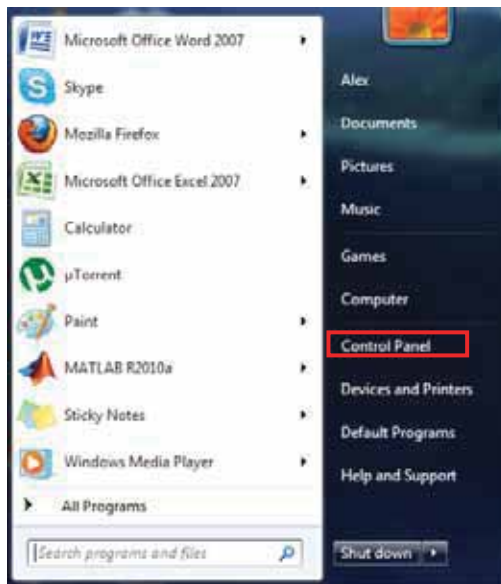 Microsoft Office Word 2007
Skype
Mozilla Firefox
Microsoft Office Excel 2007
Calculator
µTorrent
Paint
MATLAB R2010a
Sticky Notes
Windows Media Player
All Programs
Search programs and files
Alex
Documents
Pictures
Music
Games
Computer
Control Panel
Devices and Printers
Default Programs
Help and Support
Shut down